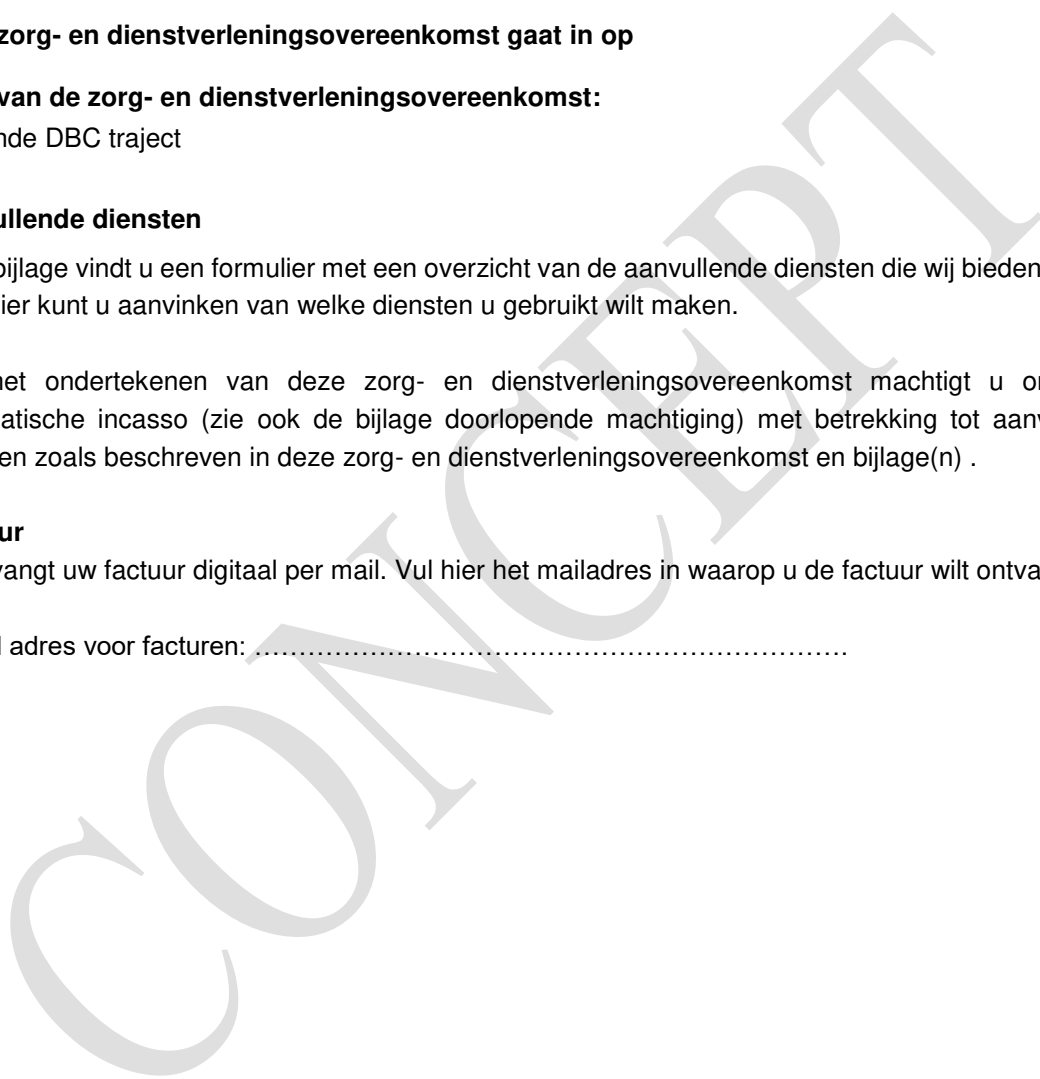 zorg- en dienstverleningsovereenkomst gaat in op
van de zorg- en dienstverleningsovereenkomst:
nde DBC traject
ullende diensten
bijlage vindt u een formulier met een overzicht van de aanvullende diensten die wij bieden
ier kunt u aanvinken van welke diensten u gebruikt wilt maken.
et ondertekenen van deze zorg- en dienstverleningsovereenkomst machtigt u
atische incasso (zie ook de bijlage doorlopende machtiging) met betrekking tot
en zoals beschreven in deze zorg- en dienstverleningsovereenkomst en bijlage(n) .
ur
vangt uw factuur digitaal per mail. Vul hier het mailadres in waarop u de factuur wilt
adres voor facturen: ……………………………………………………………
CONCEPT